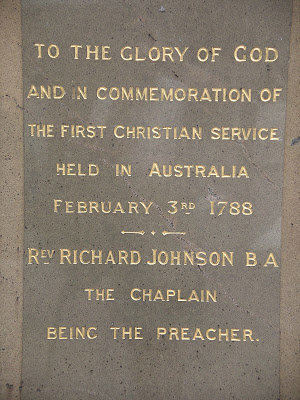 TO THE GLORY OF GOD
AND IN COMMEMORATION OF
THE FIRST CHRISTIAN SERVICE
HELD IN AUSTRALIA
FEBRUARY 3RD 1788
REV RICHARD JOHNSON B A
THE CHAPLAIN
BEING THE PREACHER.